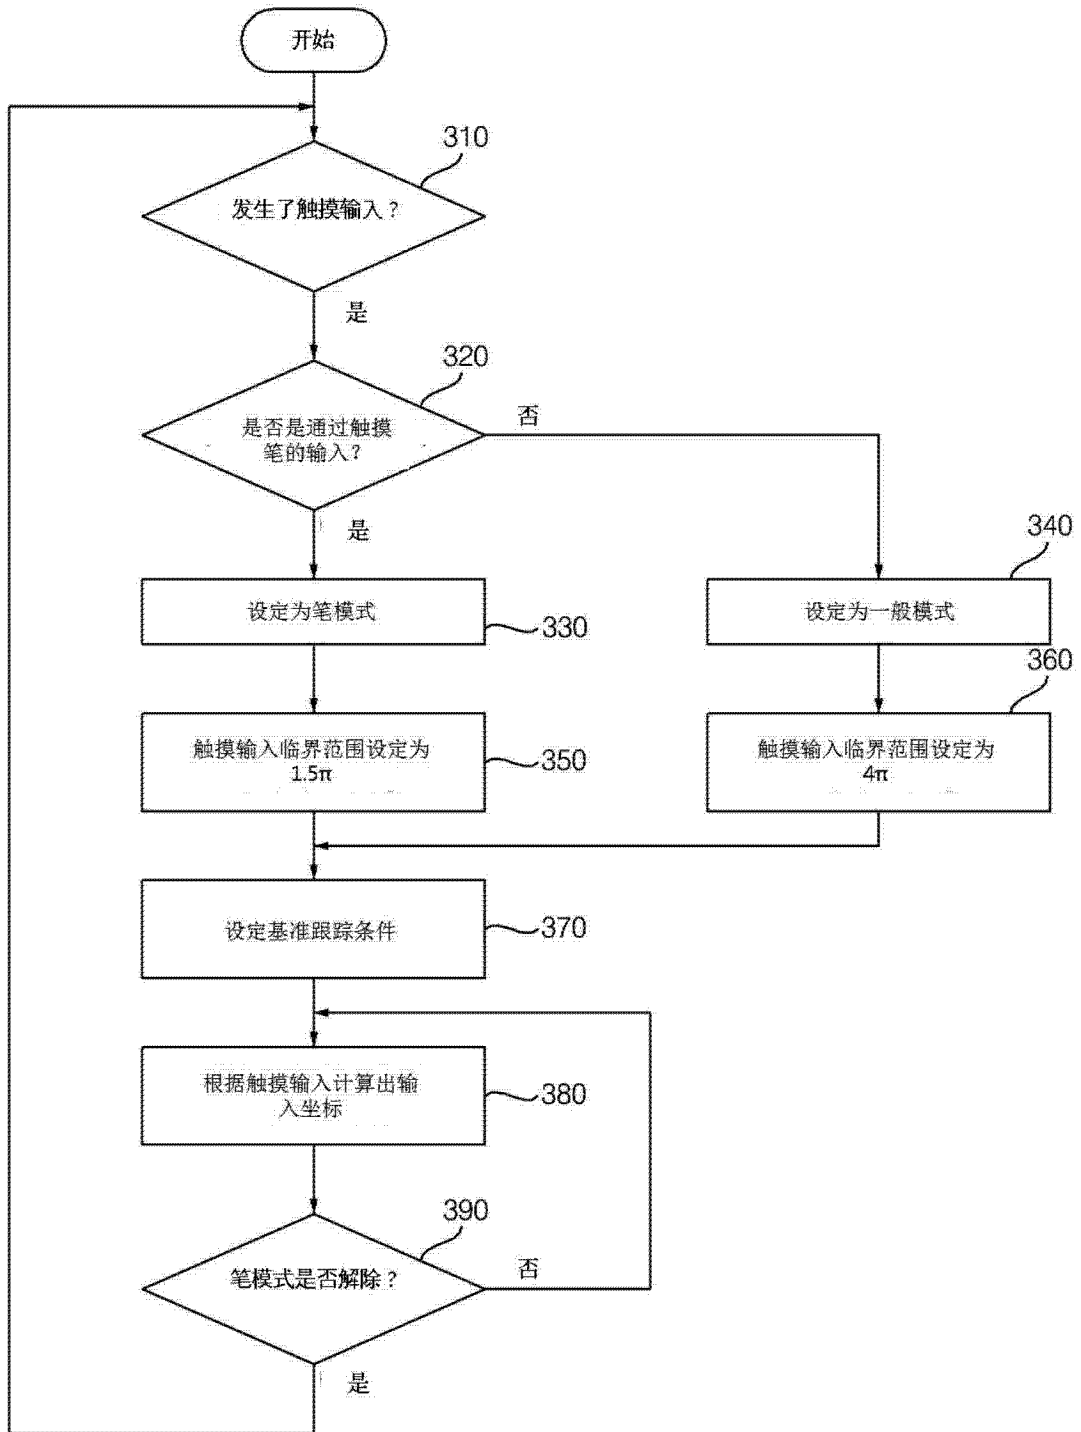 开始
310
发生了触摸输入？
是
320
是否是通过触摸
笔的输入？
否
是
340
设定为笔模式
330
设定为一般模式
360
触摸输入临界范围设定为
1.5π
350
触摸输入临界范围设定为
4π
设定基准跟踪条件
370
根据触摸输入计算出输
入坐标
380
390
笔模式是否解除？
否
是